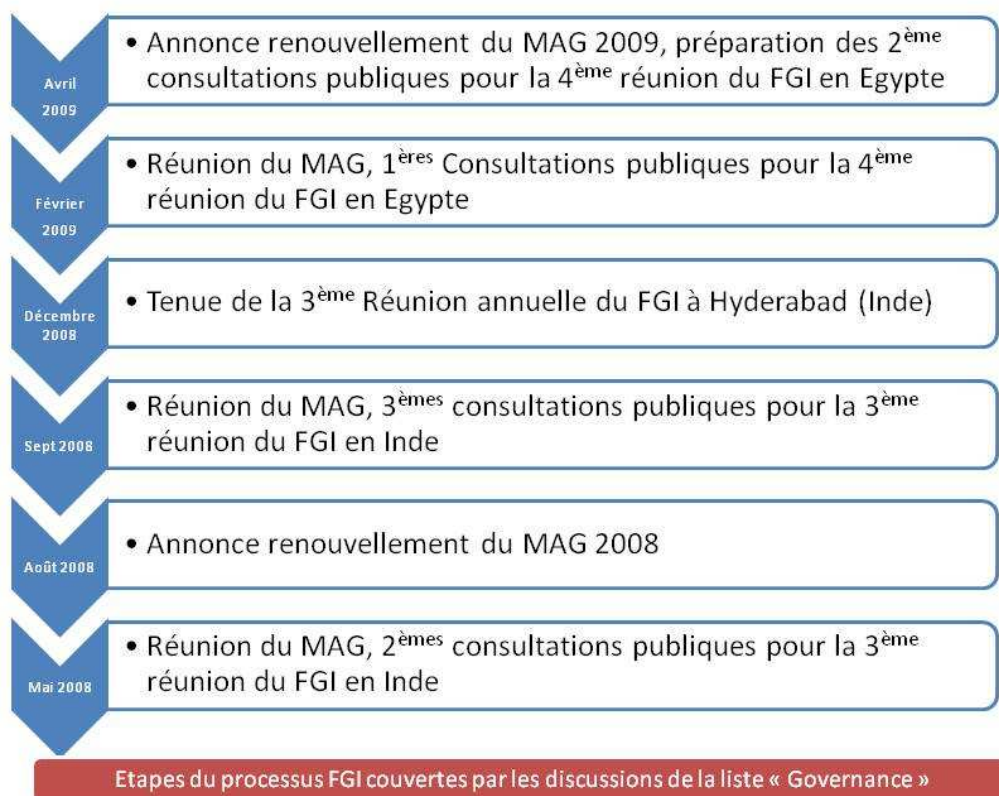 Avril
2009
• Annonce renouvellement du MAG 2009, préparation des 2ème
consultations publiques pour la 4ème réunion du FGI en Egypte
Février
2009
• Réunion du MAG, 1ères Consultations publiques pour la 4ème
réunion du FGI en Egypte
Décembre
2008
• Tenue de la 3ème Réunion annuelle du FGI à Hyderabad (Inde)
Sept 2008
• Réunion du MAG, 3èmes consultations publiques pour la 3ème
réunion du FGI en Inde
Août 2008
• Annonce renouvellement du MAG 2008
Mai 2008
• Réunion du MAG, 2èmes consultations publiques pour la 3ème
réunion du FGI en Inde
Etapes du processus FGI couvertes par les discussions de la liste « Governance »